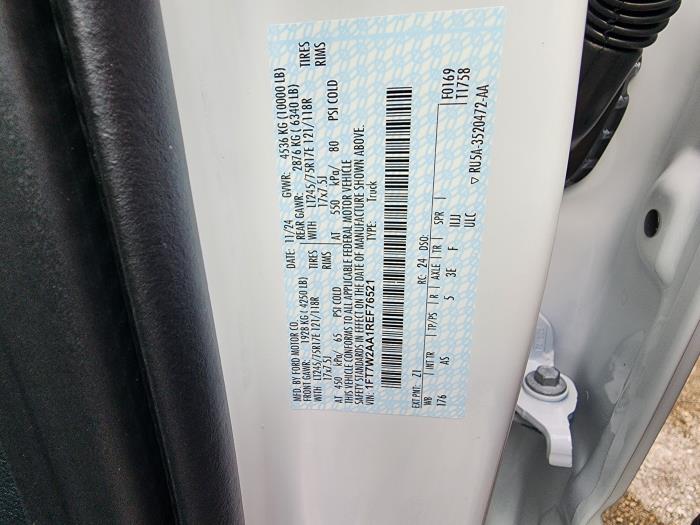 MFD. BY FORD MOTOR CO.
DATE: 11/24 GVWR: 4536 KG (10000 LB)
FRONT GAWR: 1928 KG ( 4250 LB) REAR GAWR: 2876 KG ( 6340 LB)
LT245/75R17E 121/118R TIRES WITH LT245/75R17E 121/118R TIRES
17x7.5J RIMS 17x7.5J RIMS
AT 450 kPa/ 65 PSI COLD AT 550 kPa/ 80 PSI COLD
THIS VEHICLE CONFORMS TO ALL APPLICABLE FEDERAL MOTOR VEHICLE
SAFETY STANDARDS IN EFFECT ON THE DATE OF MANUFACTURE SHOWN ABOVE.
VIN: 1FT7W2AA1REF76521 TYPE: Truck
EXT PNT: Z1 RC: 24 DSO: F0169
WB INT TR TP/PS R AXLE TR SPR T1758
176 AS 5 3E F IIJJ
ULC ▽ RU5A-3520472-AA